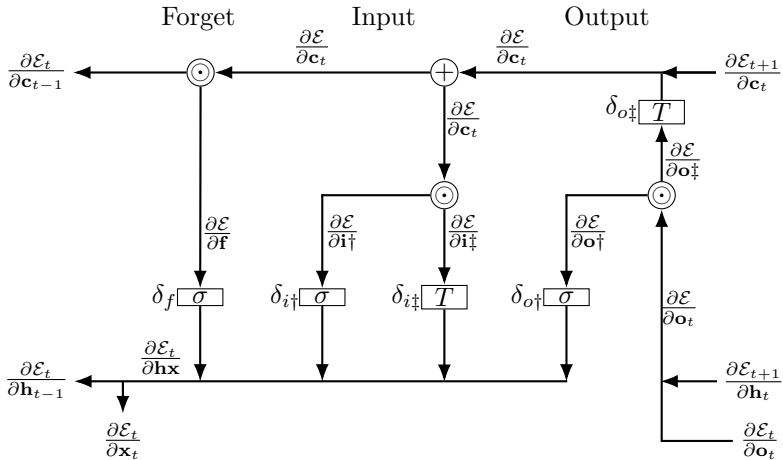 Forget Input Output
∂ℰ/∂c_t ∂ℰ/∂c_t
∂ℰ_t/∂c_{t−1} ⊙ + ∂ℰ_{t+1}/∂c_t
δ_{o‡} T
∂ℰ/∂c_t
∂ℰ/∂o‡
⊙ ⊙
∂ℰ/∂f ∂ℰ/∂i† ∂ℰ/∂i‡ ∂ℰ/∂o†
δ_f σ δ_{i†} σ δ_{i‡} T δ_{o†} σ ∂ℰ/∂o_t
∂ℰ_t/∂hx
∂ℰ_t/∂h_{t−1} ∂ℰ_{t+1}/∂h_t
∂ℰ_t/∂x_t ∂ℰ_t/∂o_t